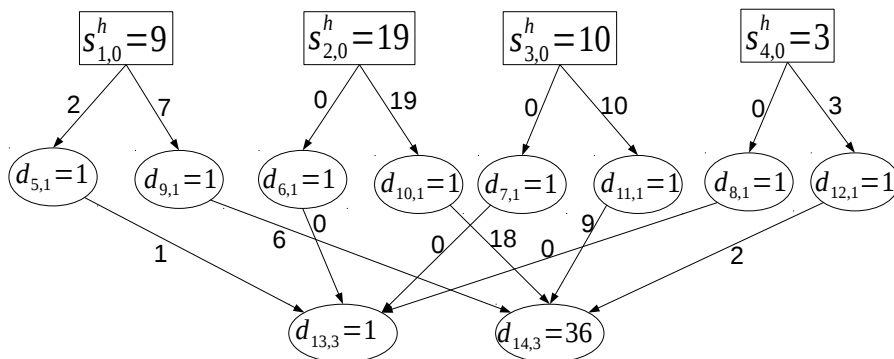 s^h_{1,0}=9 s^h_{2,0}=19 s^h_{3,0}=10 s^h_{4,0}=3
2 7 0 19 0 10 0 3
d_{5,1}=1 d_{9,1}=1 d_{6,1}=1 d_{10,1}=1 d_{7,1}=1 d_{11,1}=1 d_{8,1}=1 d_{12,1}=1
1 6 0 0 18 9 0 2
d_{13,3}=1 d_{14,3}=36